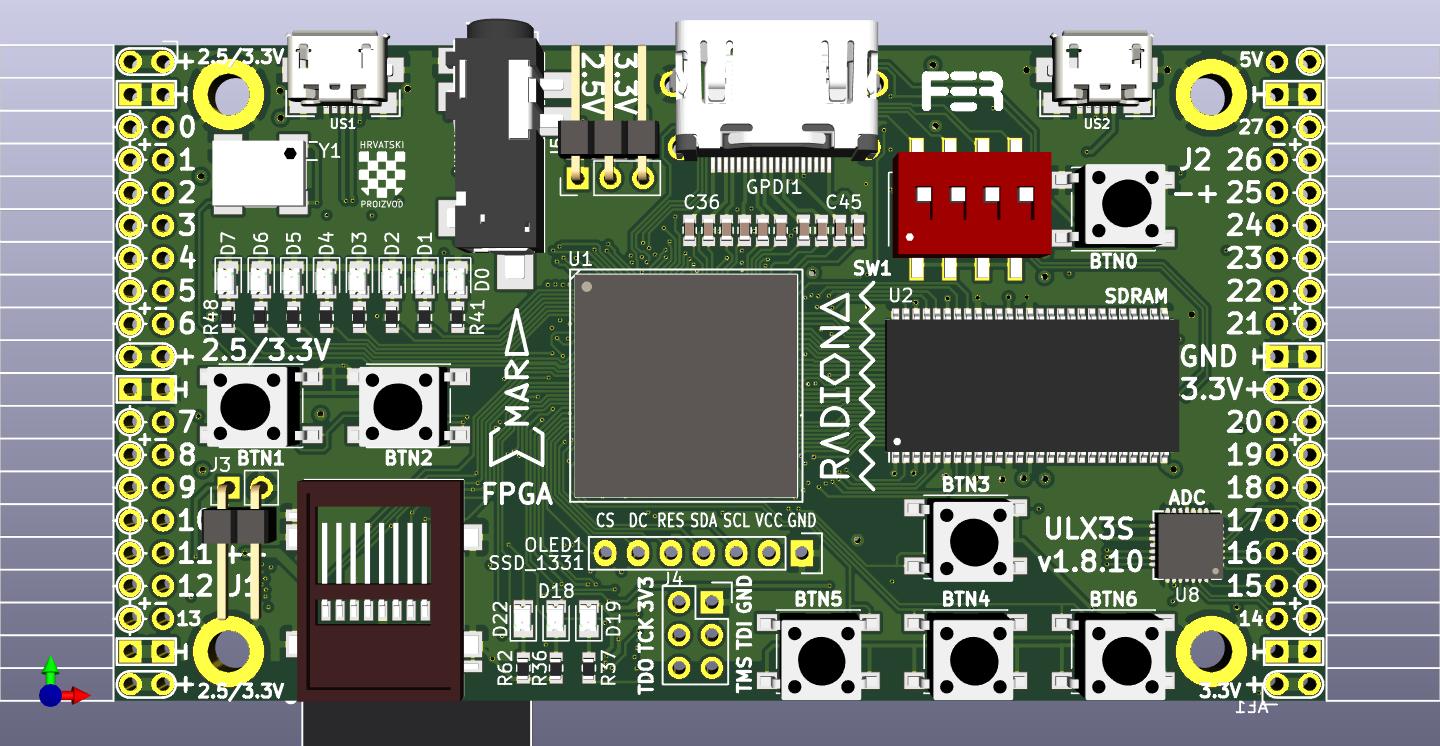 2.5/3.3V
US1
Y1
HRVATSKI
PROIZVOD
2.5V
3.3V
GPDI1
FER
US2
5V
0
1
2
3
4
5
6
27
J2
26
25
24
23
22
21
C36
C45
BTN0
SW1
U1
U2
SDRAM
D7
D6
D5
D4
D3
D2
D1
D0
R48
R41
2.5/3.3V
GND
3.3V+
MARD
FPGA
RADIONA
BTN1
BTN2
J3
7
8
9
11
12
J1
13
20
19
18
17
16
15
14
BTN3
ADC
U8
ULX3S
v1.8.10
CS DC RES SDA SCL VCC GND
OLED1
SSD_1331
D18
D22
D19
R62
R36
R37
J4
TDO TCK 3V3
TMS TDI GND
BTN5
BTN4
BTN6
2.5/3.3V
3.3V